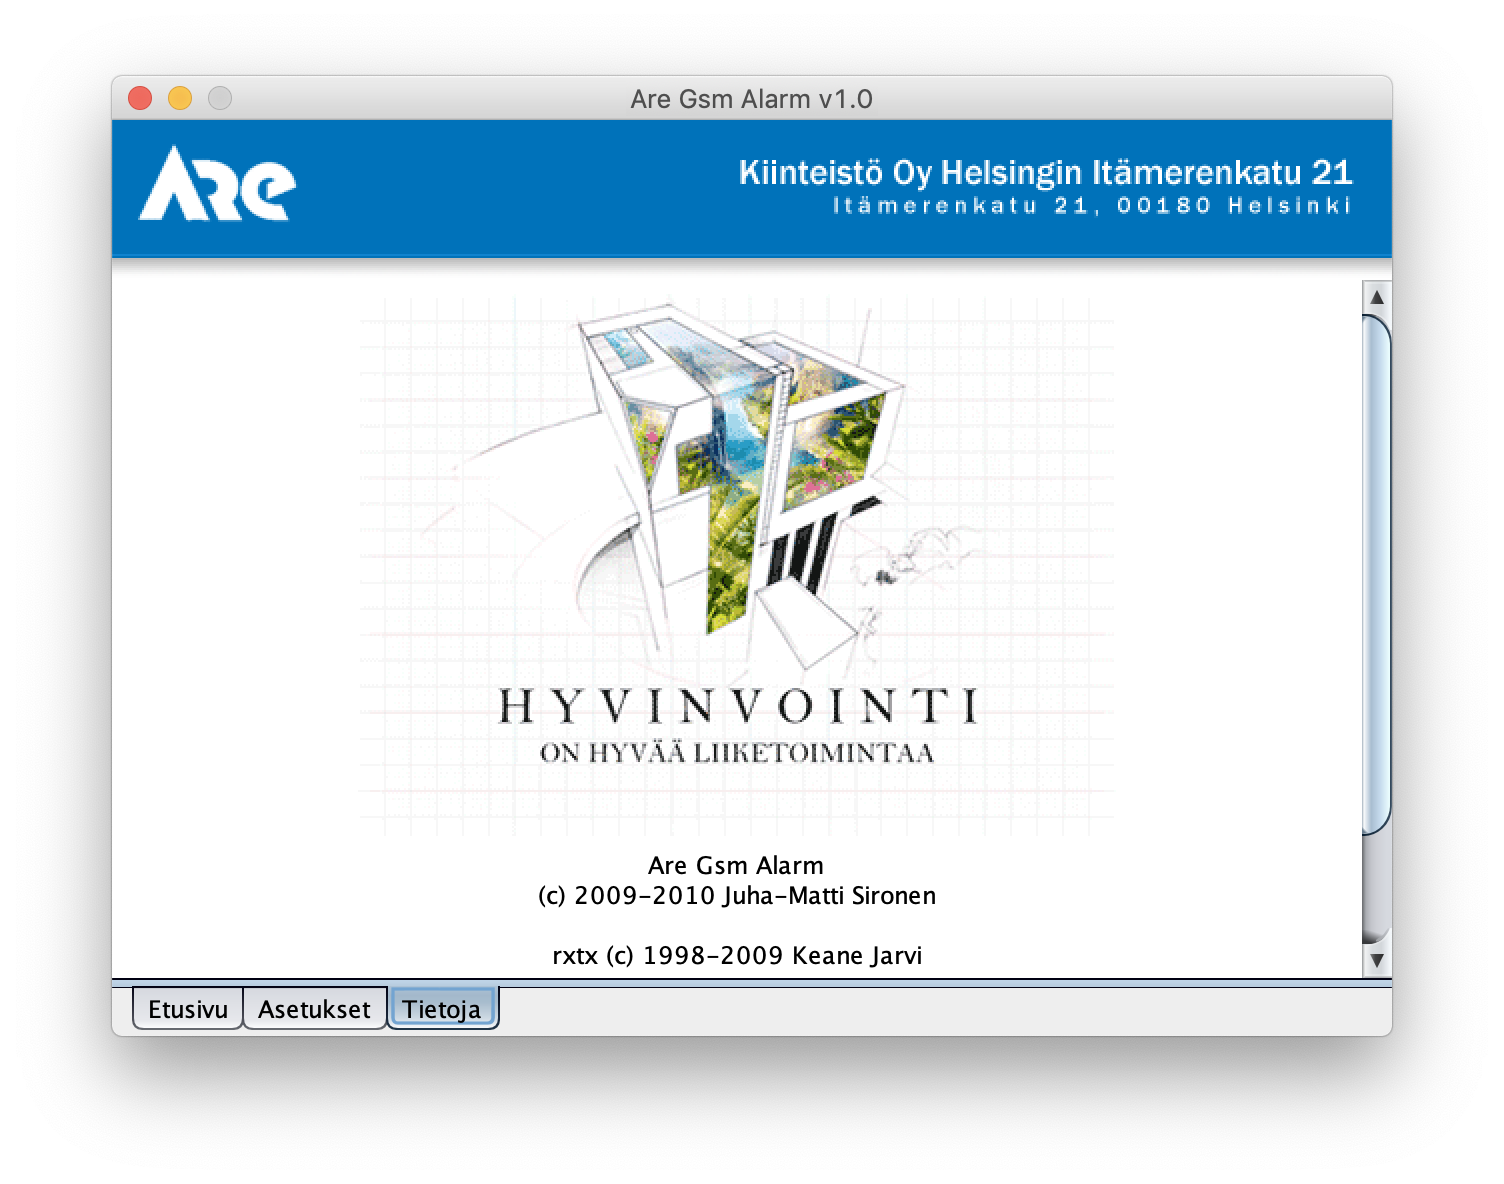 Are Gsm Alarm v1.0
Are
Kiinteistö Oy Helsingin Itämerenkatu 21
Itämerenkatu 21, 00180 Helsinki
HYVINVOINTI
ON HYVÄÄ LIIKETOIMINTAA
Are Gsm Alarm
(c) 2009-2010 Juha-Matti Sironen
rxtx (c) 1998-2009 Keane Jarvi
Etusivu Asetukset Tietoja